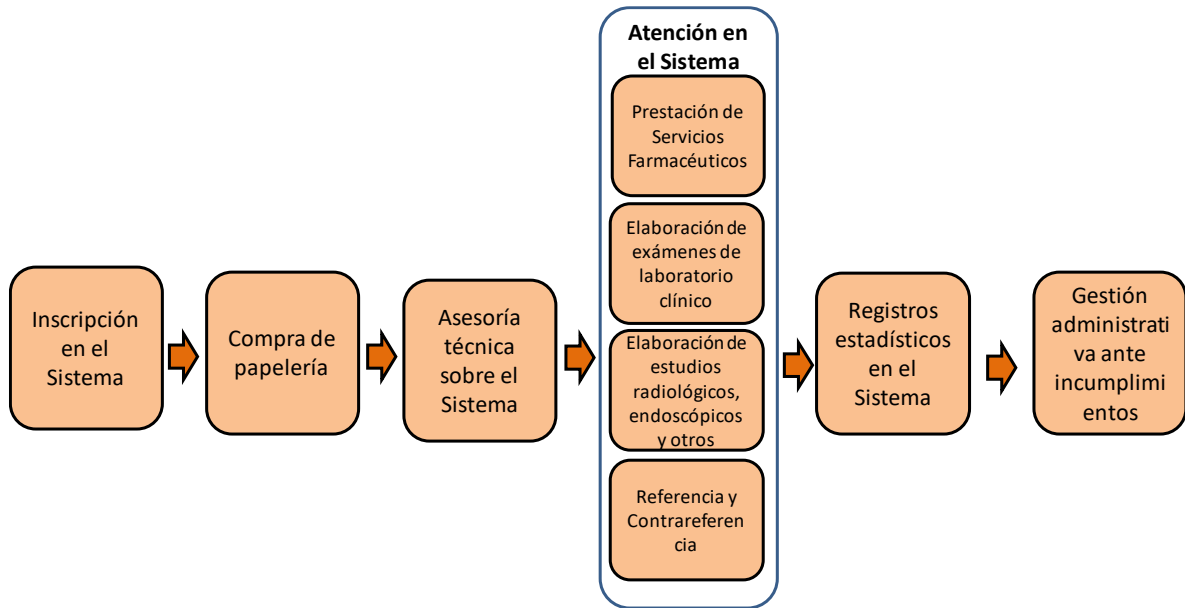 Inscripción
en el
Sistema
Compra de
papelería
Asesoría
técnica
sobre el
Sistema
Atención en
el Sistema
Prestación de
Servicios
Farmacéuticos
Elaboración de
exámenes de
laboratorio
clínico
Elaboración de
estudios
radiológicos,
endoscópicos
y otros
Referencia y
Contrareferen
cia
Registros
estadísticos
en el
Sistema
Gestión
administrati
va ante
incumplimi
entos